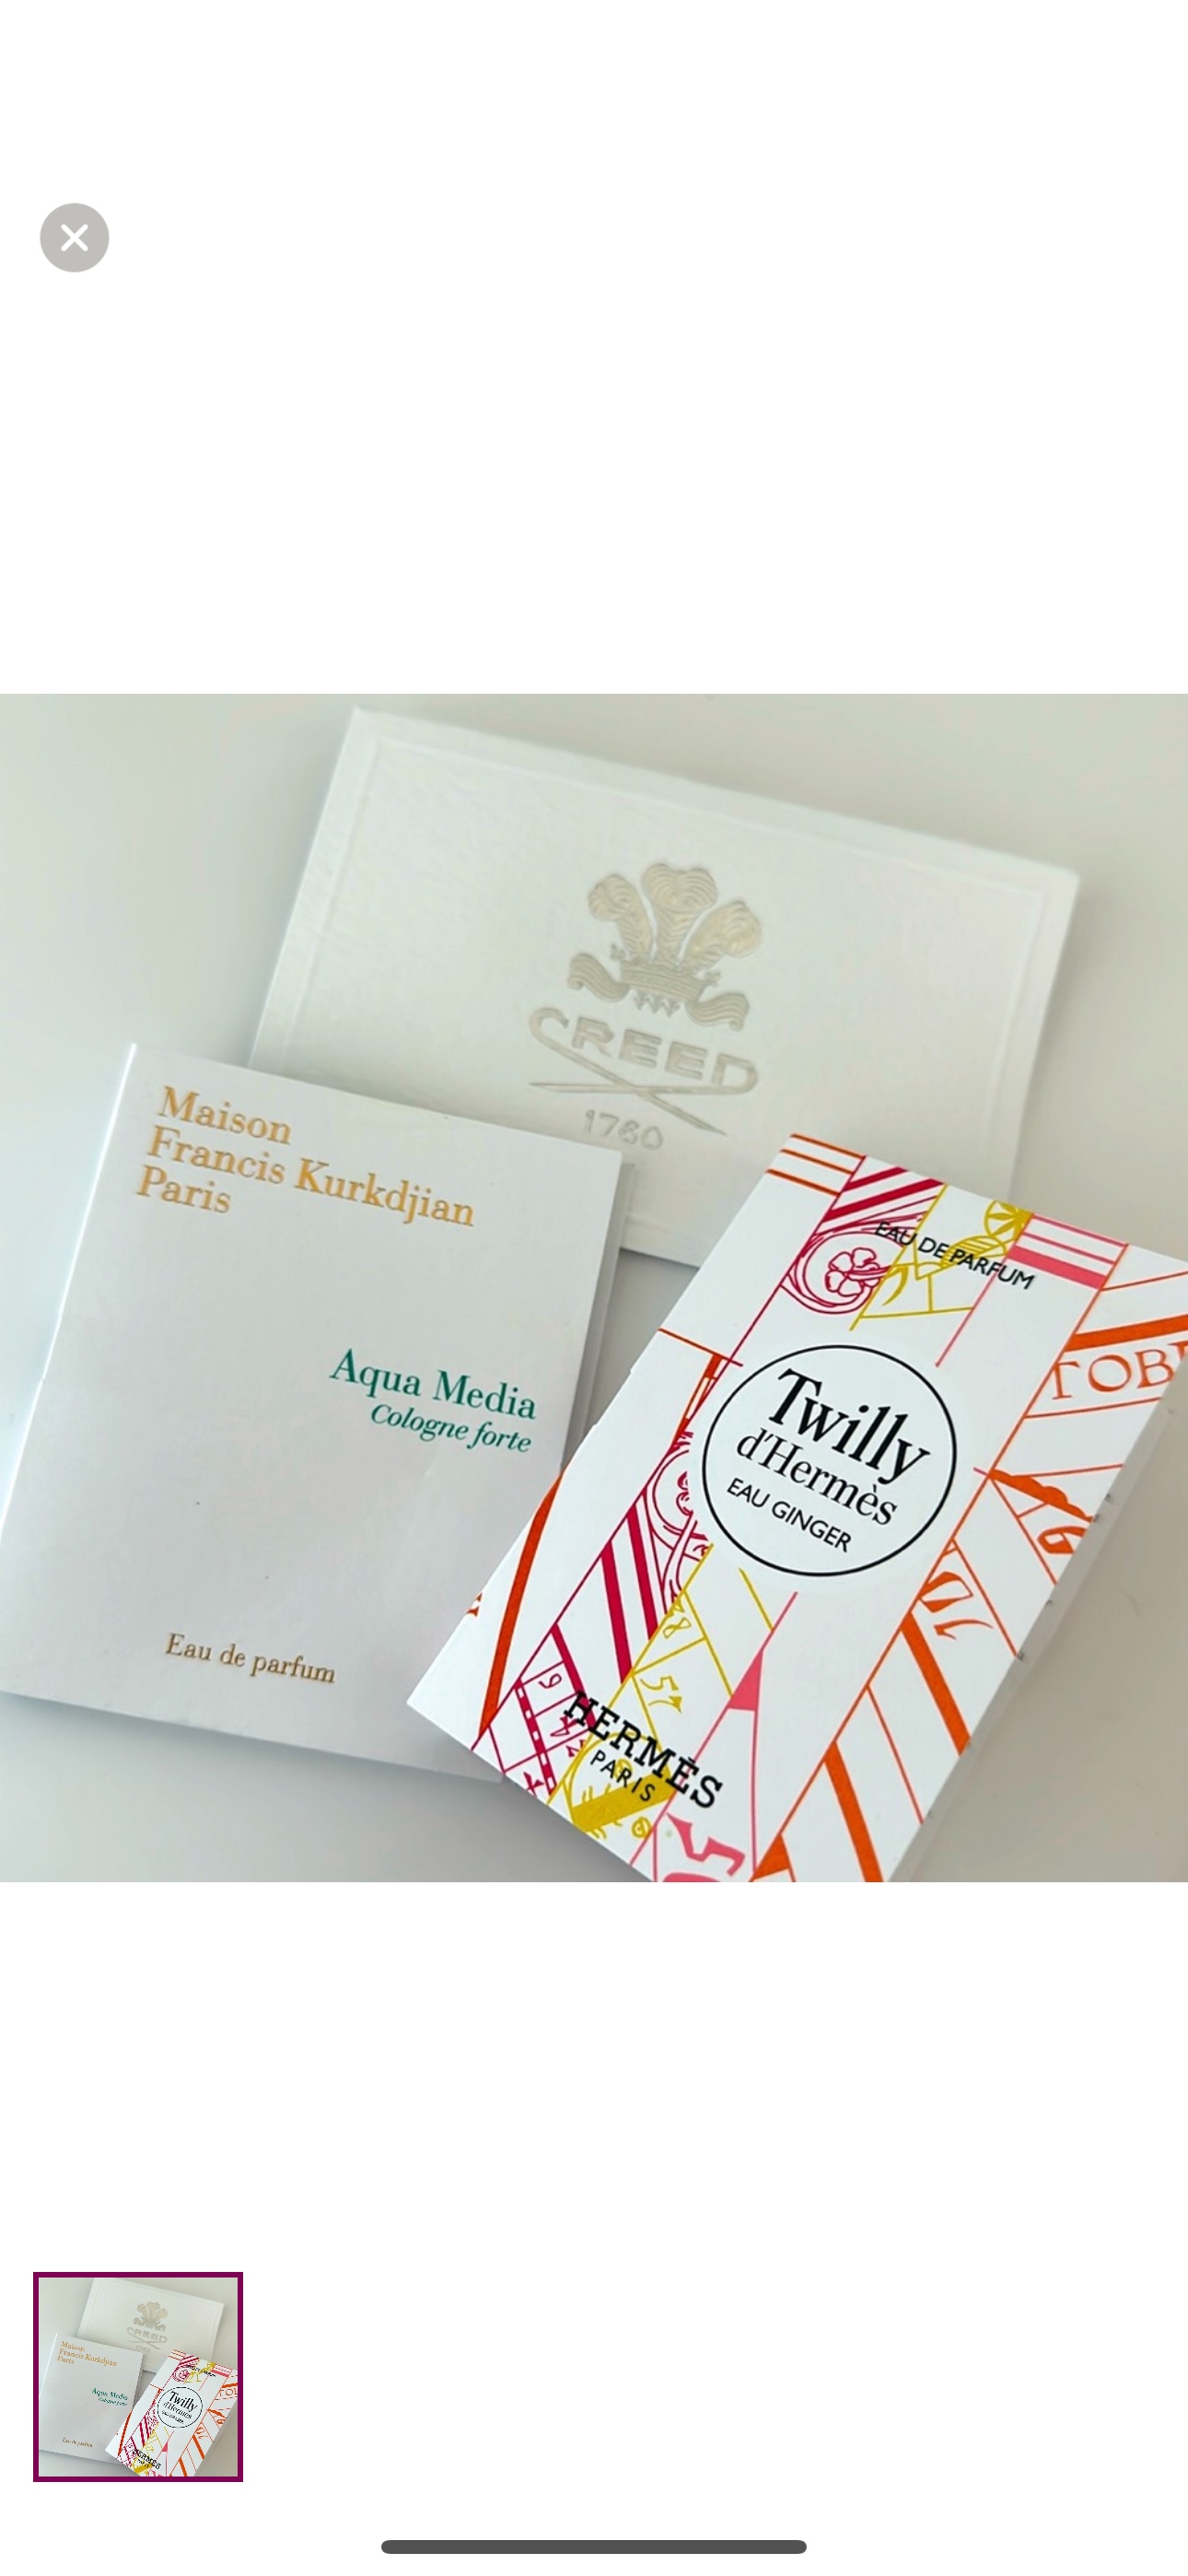 CREED
1760
Maison
Francis Kurkdjian
Paris
Aqua Media
Cologne forte
Eau de parfum
EAU DE PARFUM
Twilly
d'Hermès
EAU GINGER
HERMÈS
PARIS